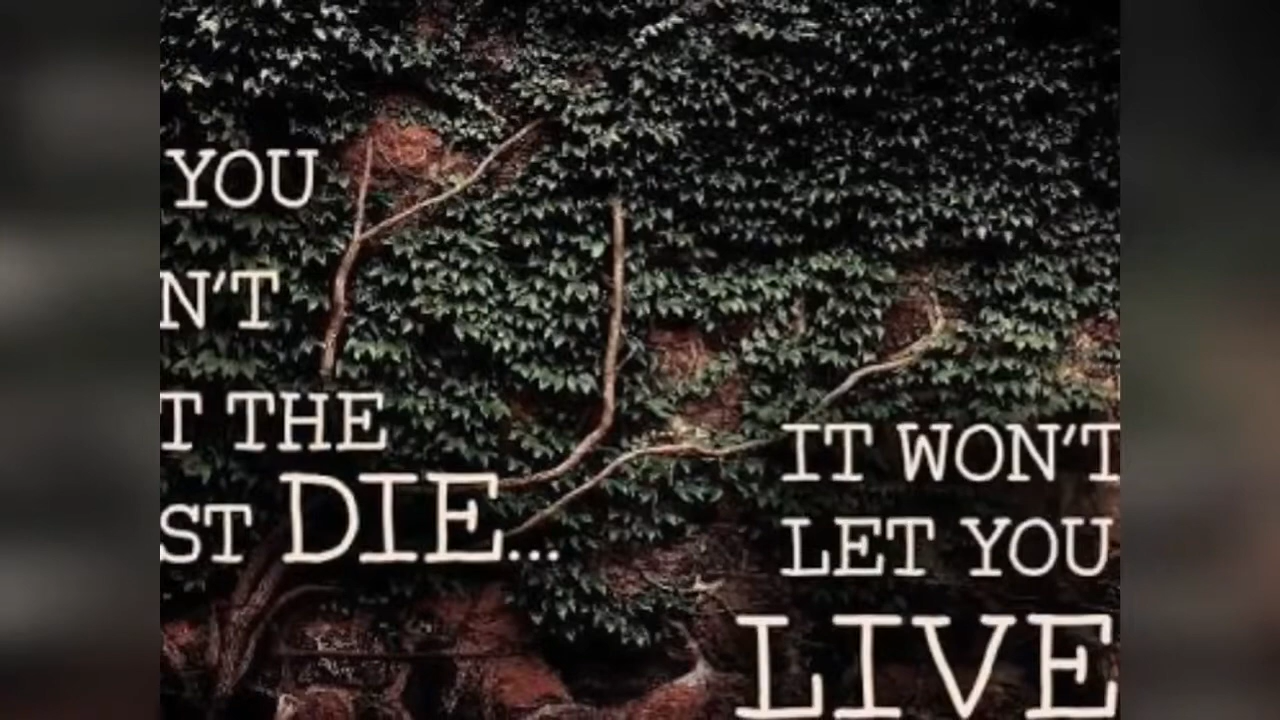 YOU
N'T
T THE
ST DIE...
IT WON'T
LET YOU
LIVE